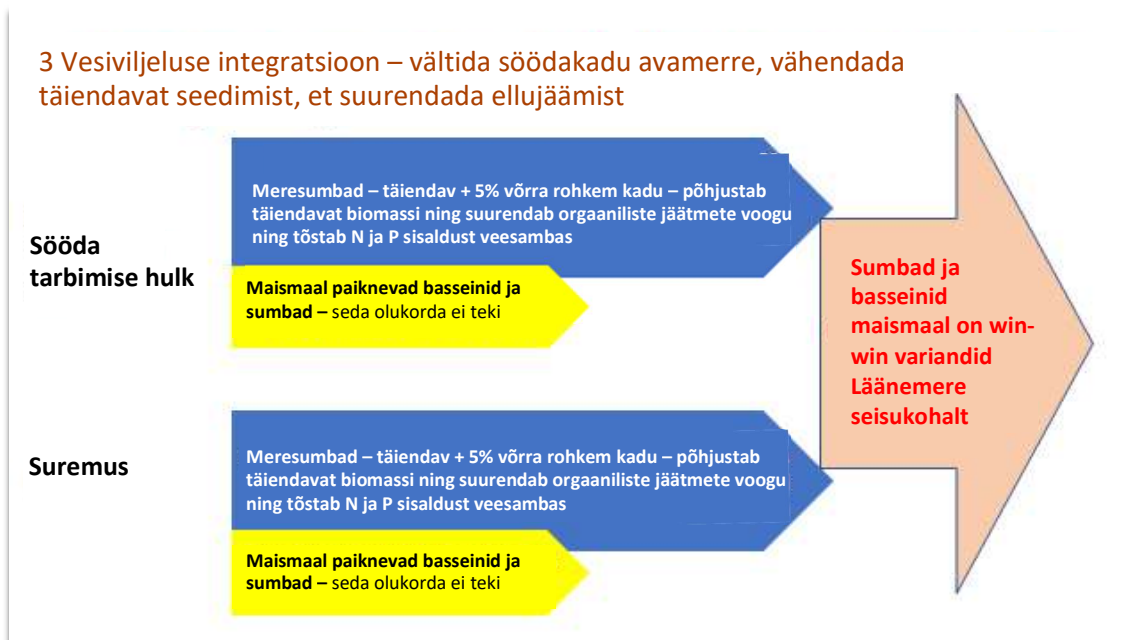 3 Vesiviljeluse integratsioon – vältida söödakadu avamerre, vähendada
täiendavat seedimist, et suurendada ellujäämist
Sööda
tarbimise hulk
Meresumbad – täiendav + 5% võrra rohkem kadu – põhjustab
täiendavat biomassi ning suurendab orgaaniliste jäätmete voogu
ning tõstab N ja P sisaldust veesambas
Maismaal paiknevad basseinid ja
sumbad – seda olukorda ei teki
Suremus
Meresumbad – täiendav + 5% võrra rohkem kadu – põhjustab
täiendavat biomassi ning suurendab orgaaniliste jäätmete voogu
ning tõstab N ja P sisaldust veesambas
Maismaal paiknevad basseinid ja
sumbad – seda olukorda ei teki
Sumbad ja
basseinid
maismaal on win-
win variandid
Läänemere
seisukohalt